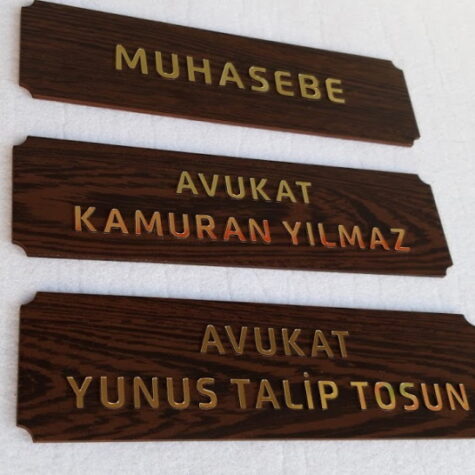 MUHASEBE
AVUKAT
KAMURAN YILMAZ
AVUKAT
YUNUS TALİP TOSUN